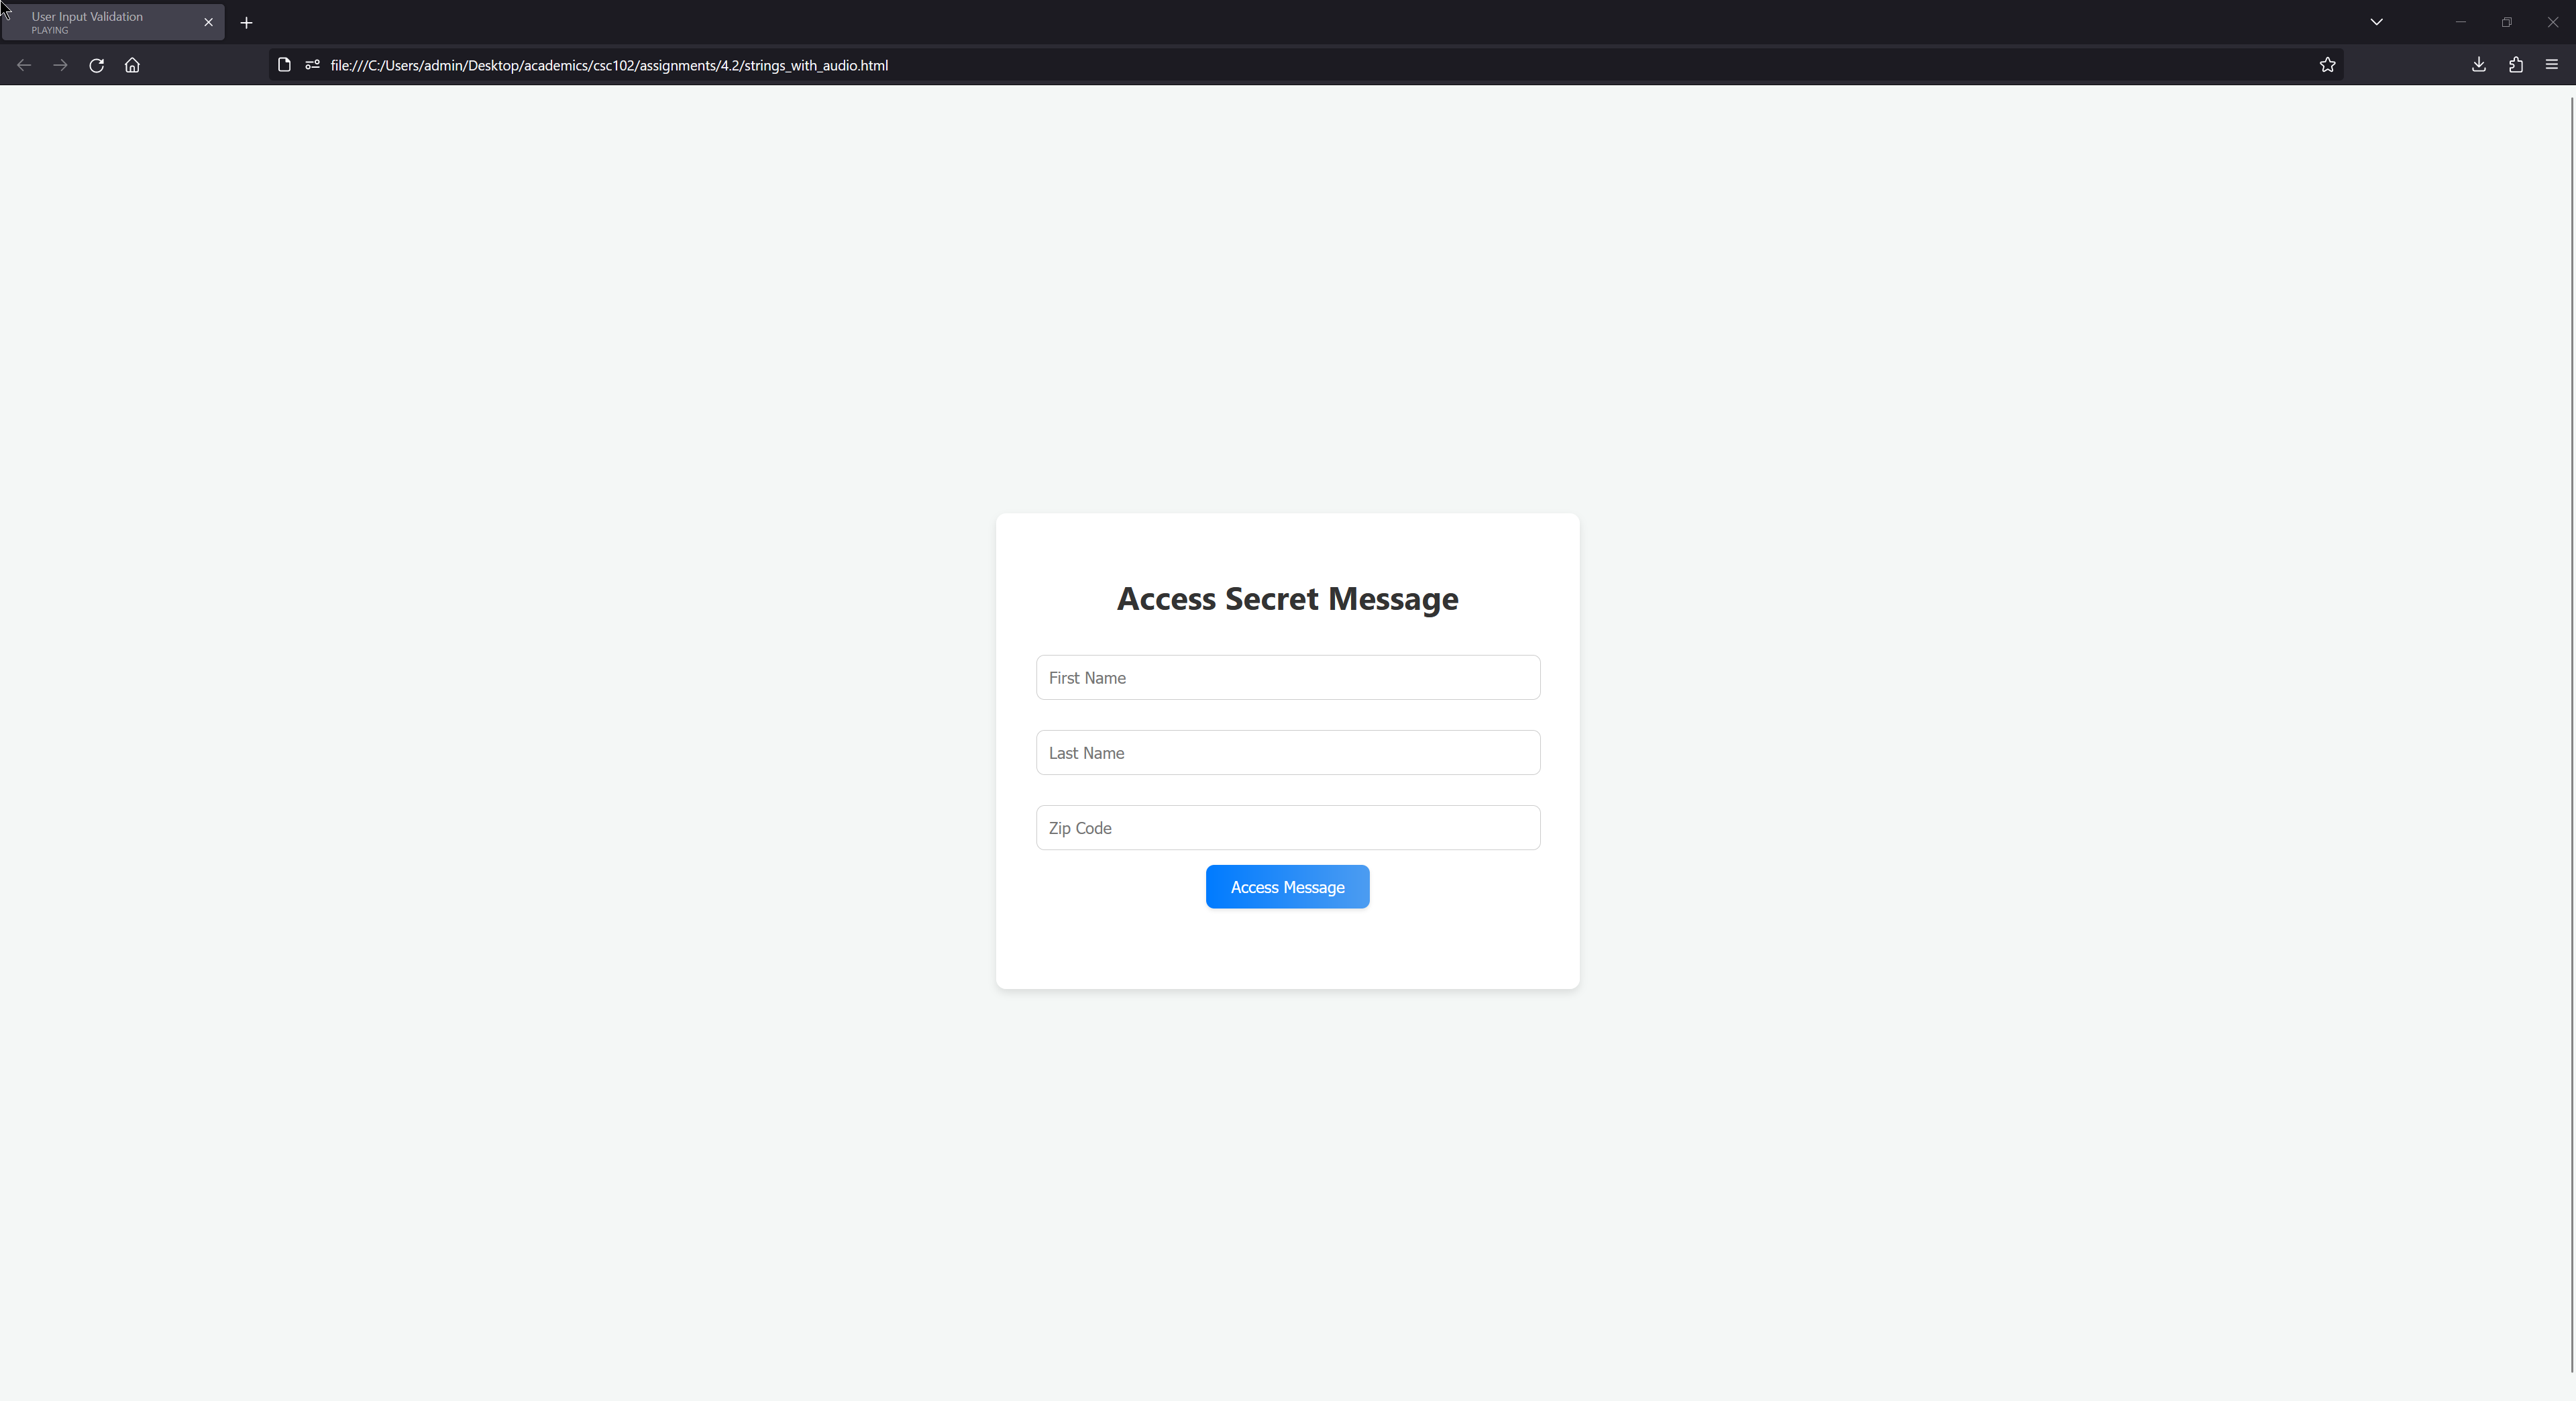 User Input Validation
PLAYING
file:///C:/Users/admin/Desktop/academics/csc102/assignments/4.2/strings_with_audio.html
Access Secret Message
First Name
Last Name
Zip Code
Access Message